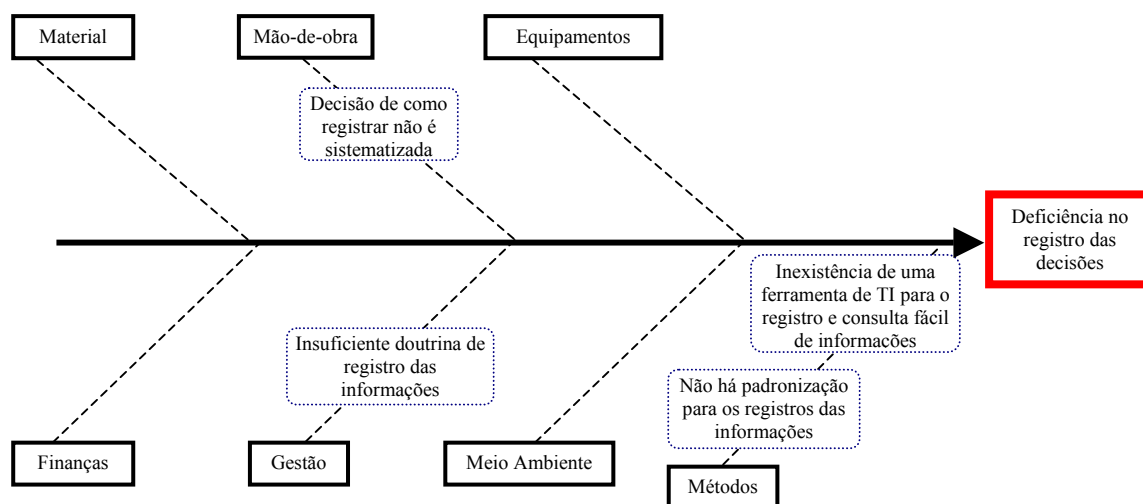 Material
Mão-de-obra
Equipamentos
Decisão de como
registrar não é
sistematizada
Deficiência no
registro das
decisões
Inexistência de uma
ferramenta de TI para o
registro e consulta fácil
de informações
Insuficiente doutrina de
registro das
informações
Não há padronização
para os registros das
informações
Finanças
Gestão
Meio Ambiente
Métodos